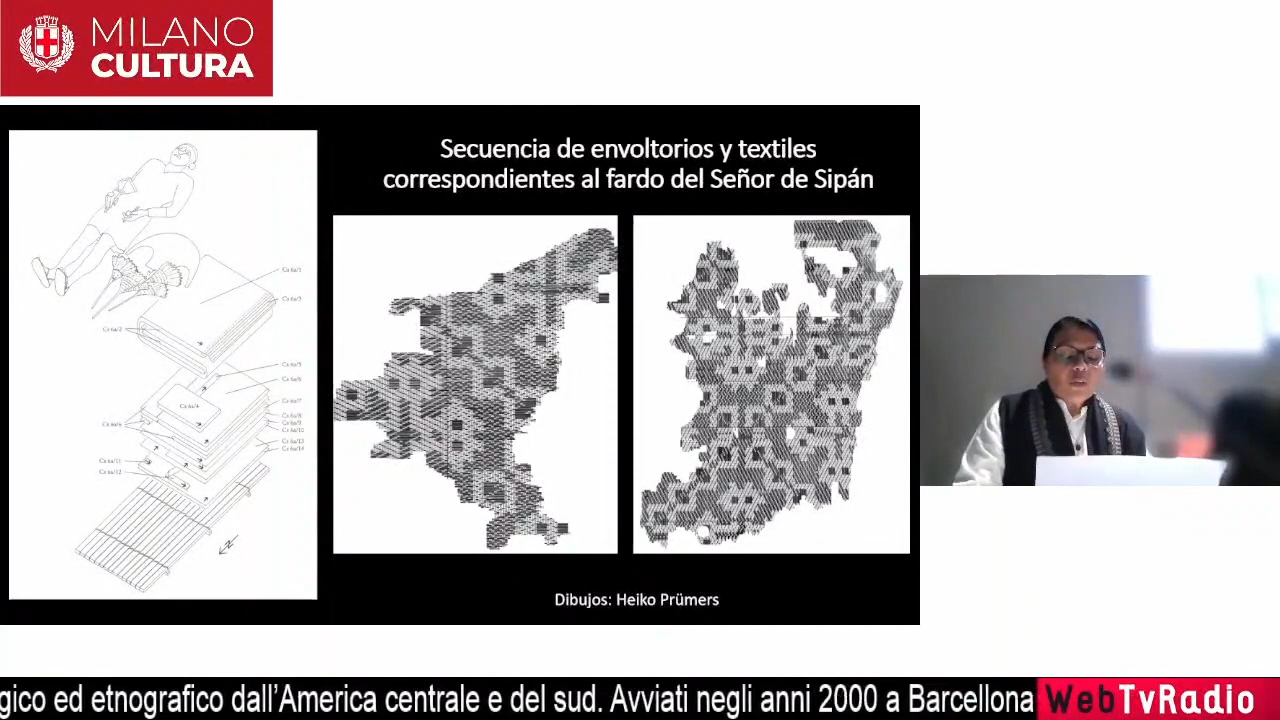 MILANO
CULTURA
Secuencia de envoltorios y textiles
correspondientes al fardo del Señor de Sipán
Dibujos: Heiko Prümers
gico ed etnografico dall'America centrale e del sud. Avviati negli anni 2000 a Barcellona
WebTvRadio